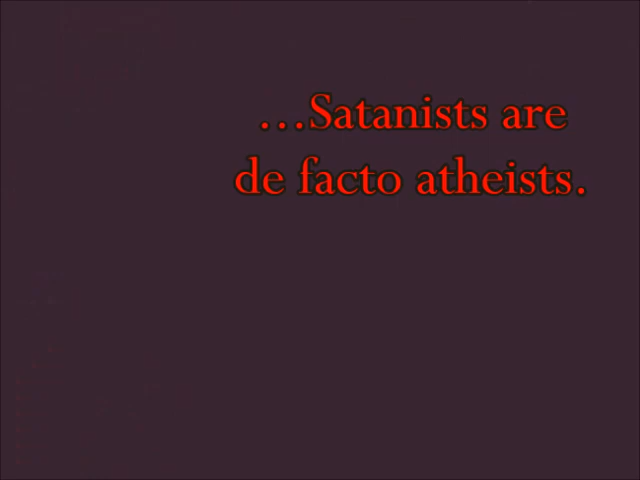 ...Satanists are
de facto atheists.